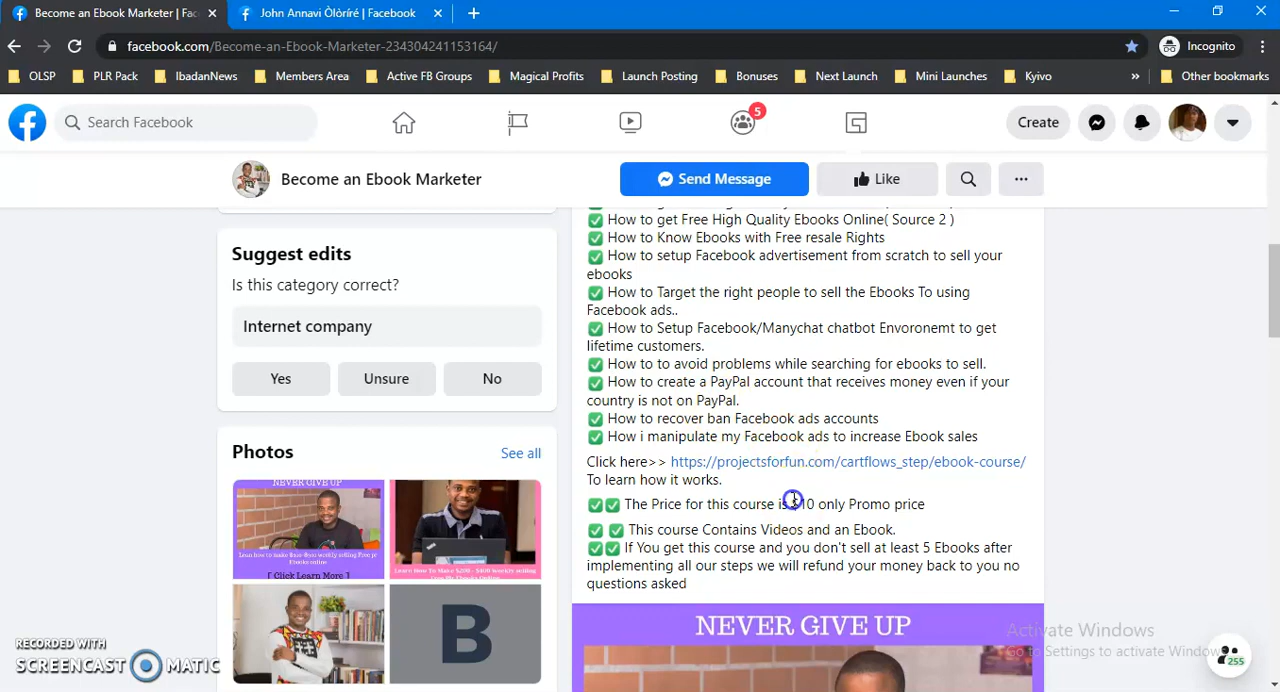 Become an Ebook Marketer | Fac
John Annavi Òlòríré | Facebook
facebook.com/Become-an-Ebook-Marketer-234304241153164/
Incognito
OLSP
PLR Pack
IbadanNews
Members Area
Active FB Groups
Magical Profits
Launch Posting
Bonuses
Next Launch
Mini Launches
Kyivo
Other bookmarks
Search Facebook
5
Create
Become an Ebook Marketer
Send Message
Like
Suggest edits
Is this category correct?
Internet company
Yes
Unsure
No
Photos
See all
NEVER GIVE UP
[ Click Learn More ]
B
How to get Free High Quality Ebooks Online( Source 2 )
How to Know Ebooks with Free resale Rights
How to setup Facebook advertisement from scratch to sell your
ebooks
How to Target the right people to sell the Ebooks To using
Facebook ads..
How to Setup Facebook/Manychat chatbot Envoronemt to get
lifetime customers.
How to to avoid problems while searching for ebooks to sell.
How to create a PayPal account that receives money even if your
country is not on PayPal.
How to recover ban Facebook ads accounts
How i manipulate my Facebook ads to increase Ebook sales
Click here>> https://projectsforfun.com/cartflows_step/ebook-course/
To learn how it works.
The Price for this course is 10 only Promo price
This course Contains Videos and an Ebook.
If You get this course and you don't sell at least 5 Ebooks after
implementing all our steps we will refund your money back to you no
questions asked
NEVER GIVE UP
Activate Windows
Go to Settings to activate Windows
255
RECORDED WITH
SCREENCAST MATIC